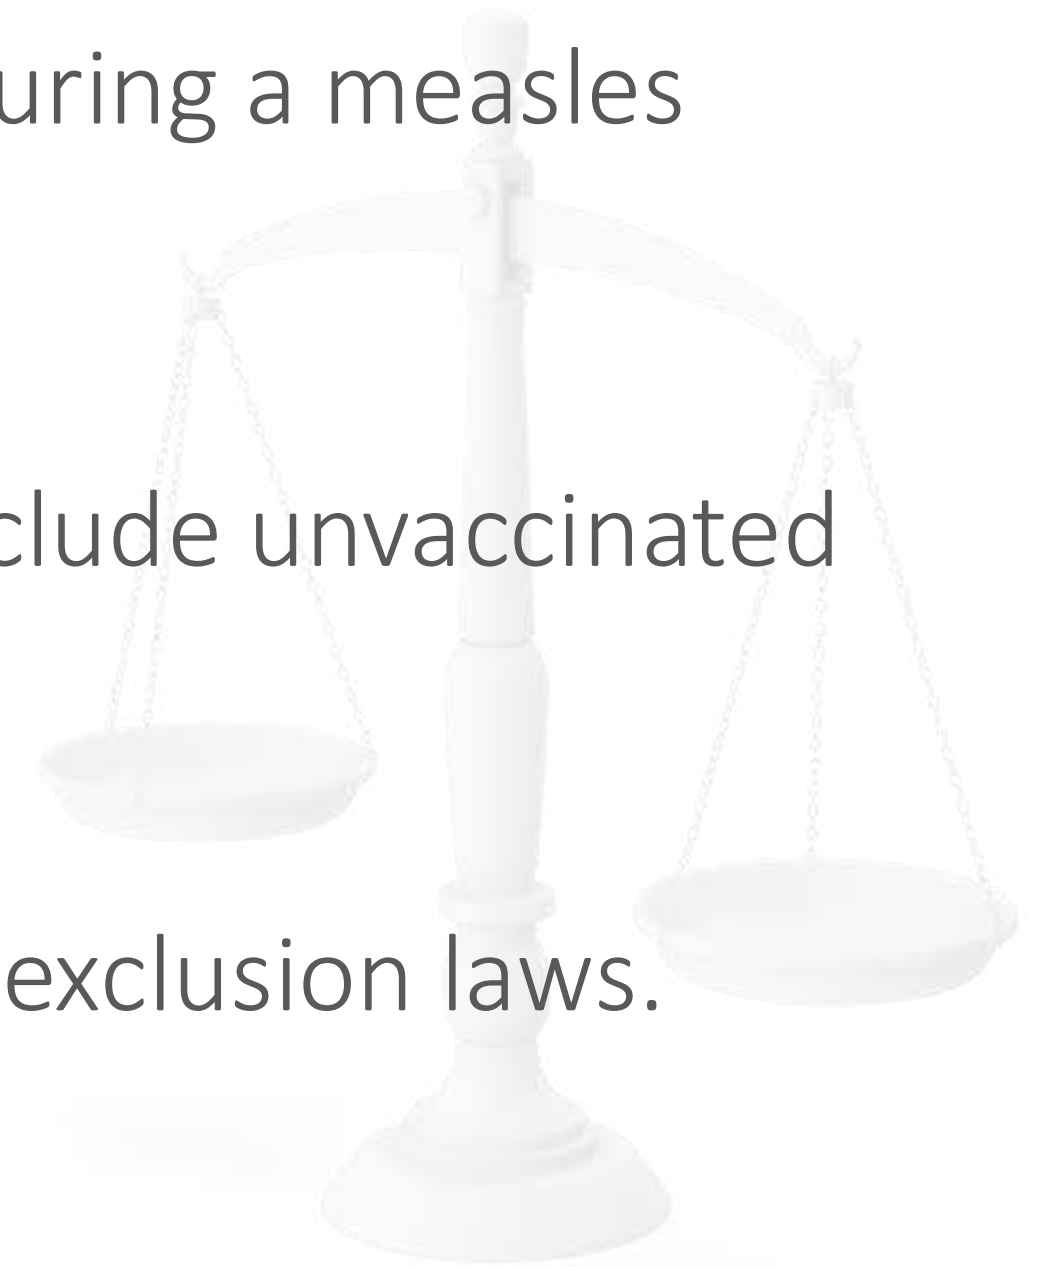 uring a measles
clude unvaccinated
exclusion laws.